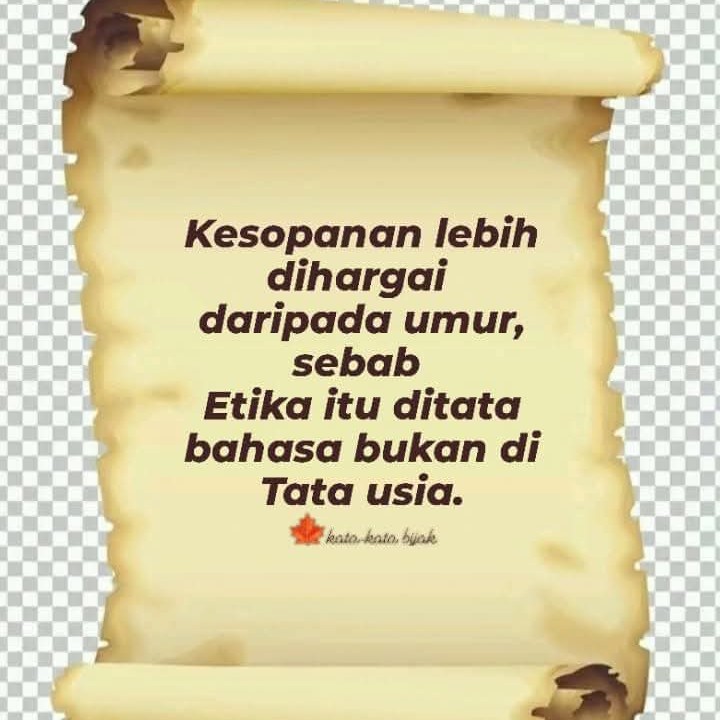 Kesopanan lebih
dihargai
daripada umur,
sebab
Etika itu ditata
bahasa bukan di
Tata usia.
kata-kata bijak